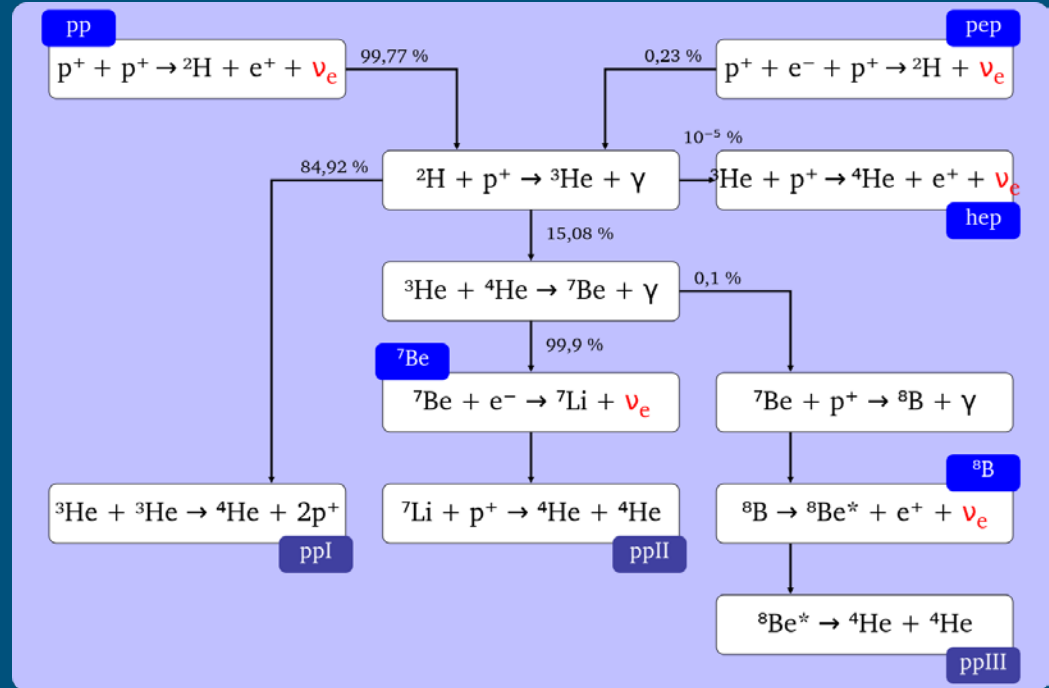 pp
pep
p⁺ + p⁺ → ²H + e⁺ + νₑ
99,77 %
0,23 %
p⁺ + e⁻ + p⁺ → ²H + νₑ
10⁻⁵ %
84,92 %
²H + p⁺ → ³He + γ
³He + p⁺ → ⁴He + e⁺ + νₑ
hep
15,08 %
³He + ⁴He → ⁷Be + γ
0,1 %
99,9 %
⁷Be
⁷Be + e⁻ → ⁷Li + νₑ
⁷Be + p⁺ → ⁸B + γ
⁸B
³He + ³He → ⁴He + 2p⁺
⁷Li + p⁺ → ⁴He + ⁴He
⁸B → ⁸Be* + e⁺ + νₑ
ppI
ppII
⁸Be* → ⁴He + ⁴He
ppIII